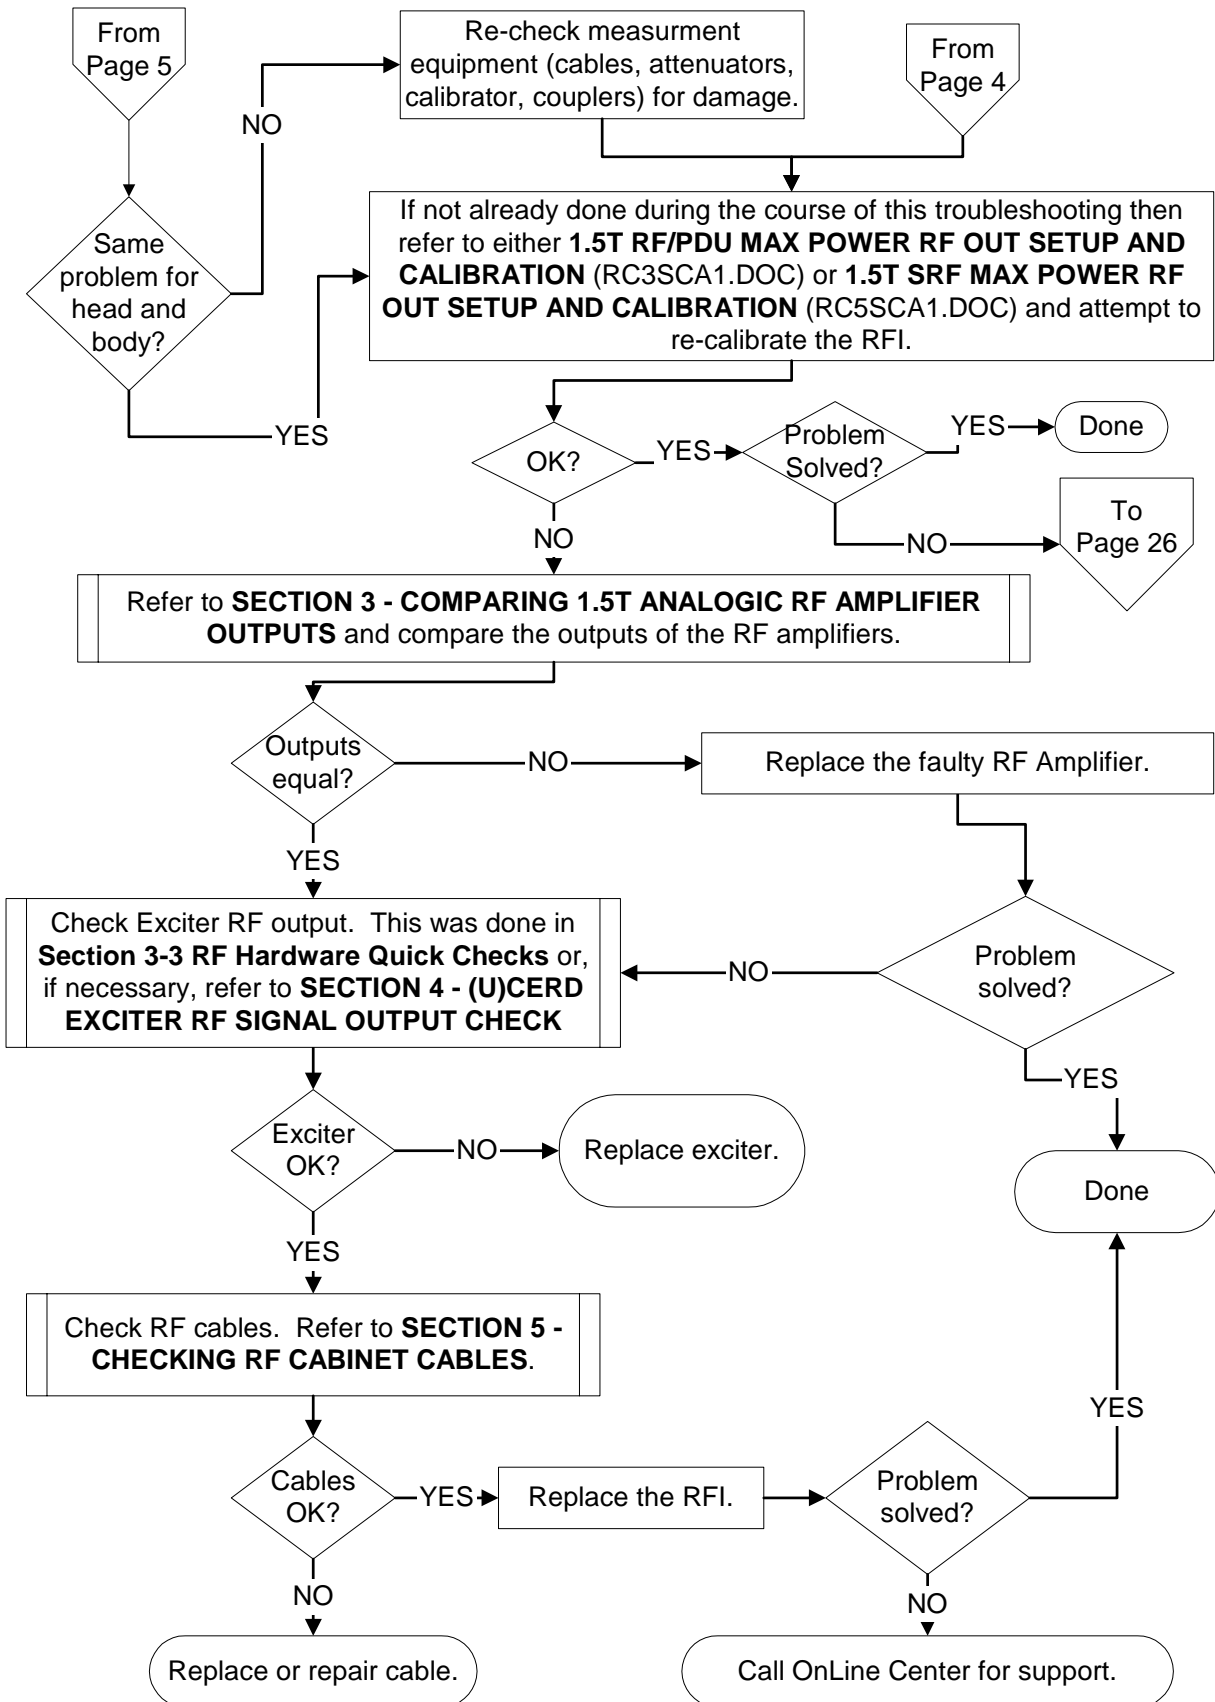 From
Page 5
Re-check measurment
equipment (cables, attenuators,
calibrator, couplers) for damage.
From
Page 4
NO
Same
problem for
head and
body?
If not already done during the course of this troubleshooting then
refer to either 1.5T RF/PDU MAX POWER RF OUT SETUP AND
CALIBRATION (RC3SCA1.DOC) or 1.5T SRF MAX POWER RF
OUT SETUP AND CALIBRATION (RC5SCA1.DOC) and attempt to
re-calibrate the RFI.
YES
OK?
YES
Problem
Solved?
YES
Done
NO
To
Page 26
NO
Refer to SECTION 3 - COMPARING 1.5T ANALOGIC RF AMPLIFIER
OUTPUTS and compare the outputs of the RF amplifiers.
Outputs
equal?
NO
Replace the faulty RF Amplifier.
YES
Check Exciter RF output.  This was done in
Section 3-3 RF Hardware Quick Checks or,
if necessary, refer to SECTION 4 - (U)CERD
EXCITER RF SIGNAL OUTPUT CHECK
NO
Problem
solved?
YES
Exciter
OK?
NO
Replace exciter.
Done
YES
Check RF cables.  Refer to SECTION 5 -
CHECKING RF CABINET CABLES.
YES
Cables
OK?
YES
Replace the RFI.
Problem
solved?
NO
NO
Replace or repair cable.
Call OnLine Center for support.